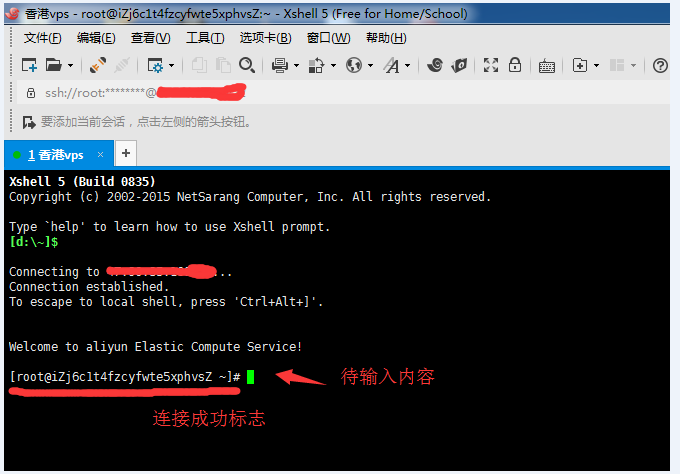 香港vps - root@iZj6c1t4fzcyfwte5xphvsZ:~ - Xshell 5 (Free for Home/School)
文件(F) 编辑(E) 查看(V) 工具(T) 选项卡(B) 窗口(W) 帮助(H)
ssh://root:********@
要添加当前会话，点击左侧的箭头按钮。
1 香港vps × +
Xshell 5 (Build 0835)
Copyright (c) 2002-2015 NetSarang Computer, Inc. All rights reserved.
Type `help' to learn how to use Xshell prompt.
[d:\~]$
Connecting to ...
Connection established.
To escape to local shell, press 'Ctrl+Alt+]'.
Welcome to aliyun Elastic Compute Service!
[root@iZj6c1t4fzcyfwte5xphvsZ ~]# 待输入内容
连接成功标志